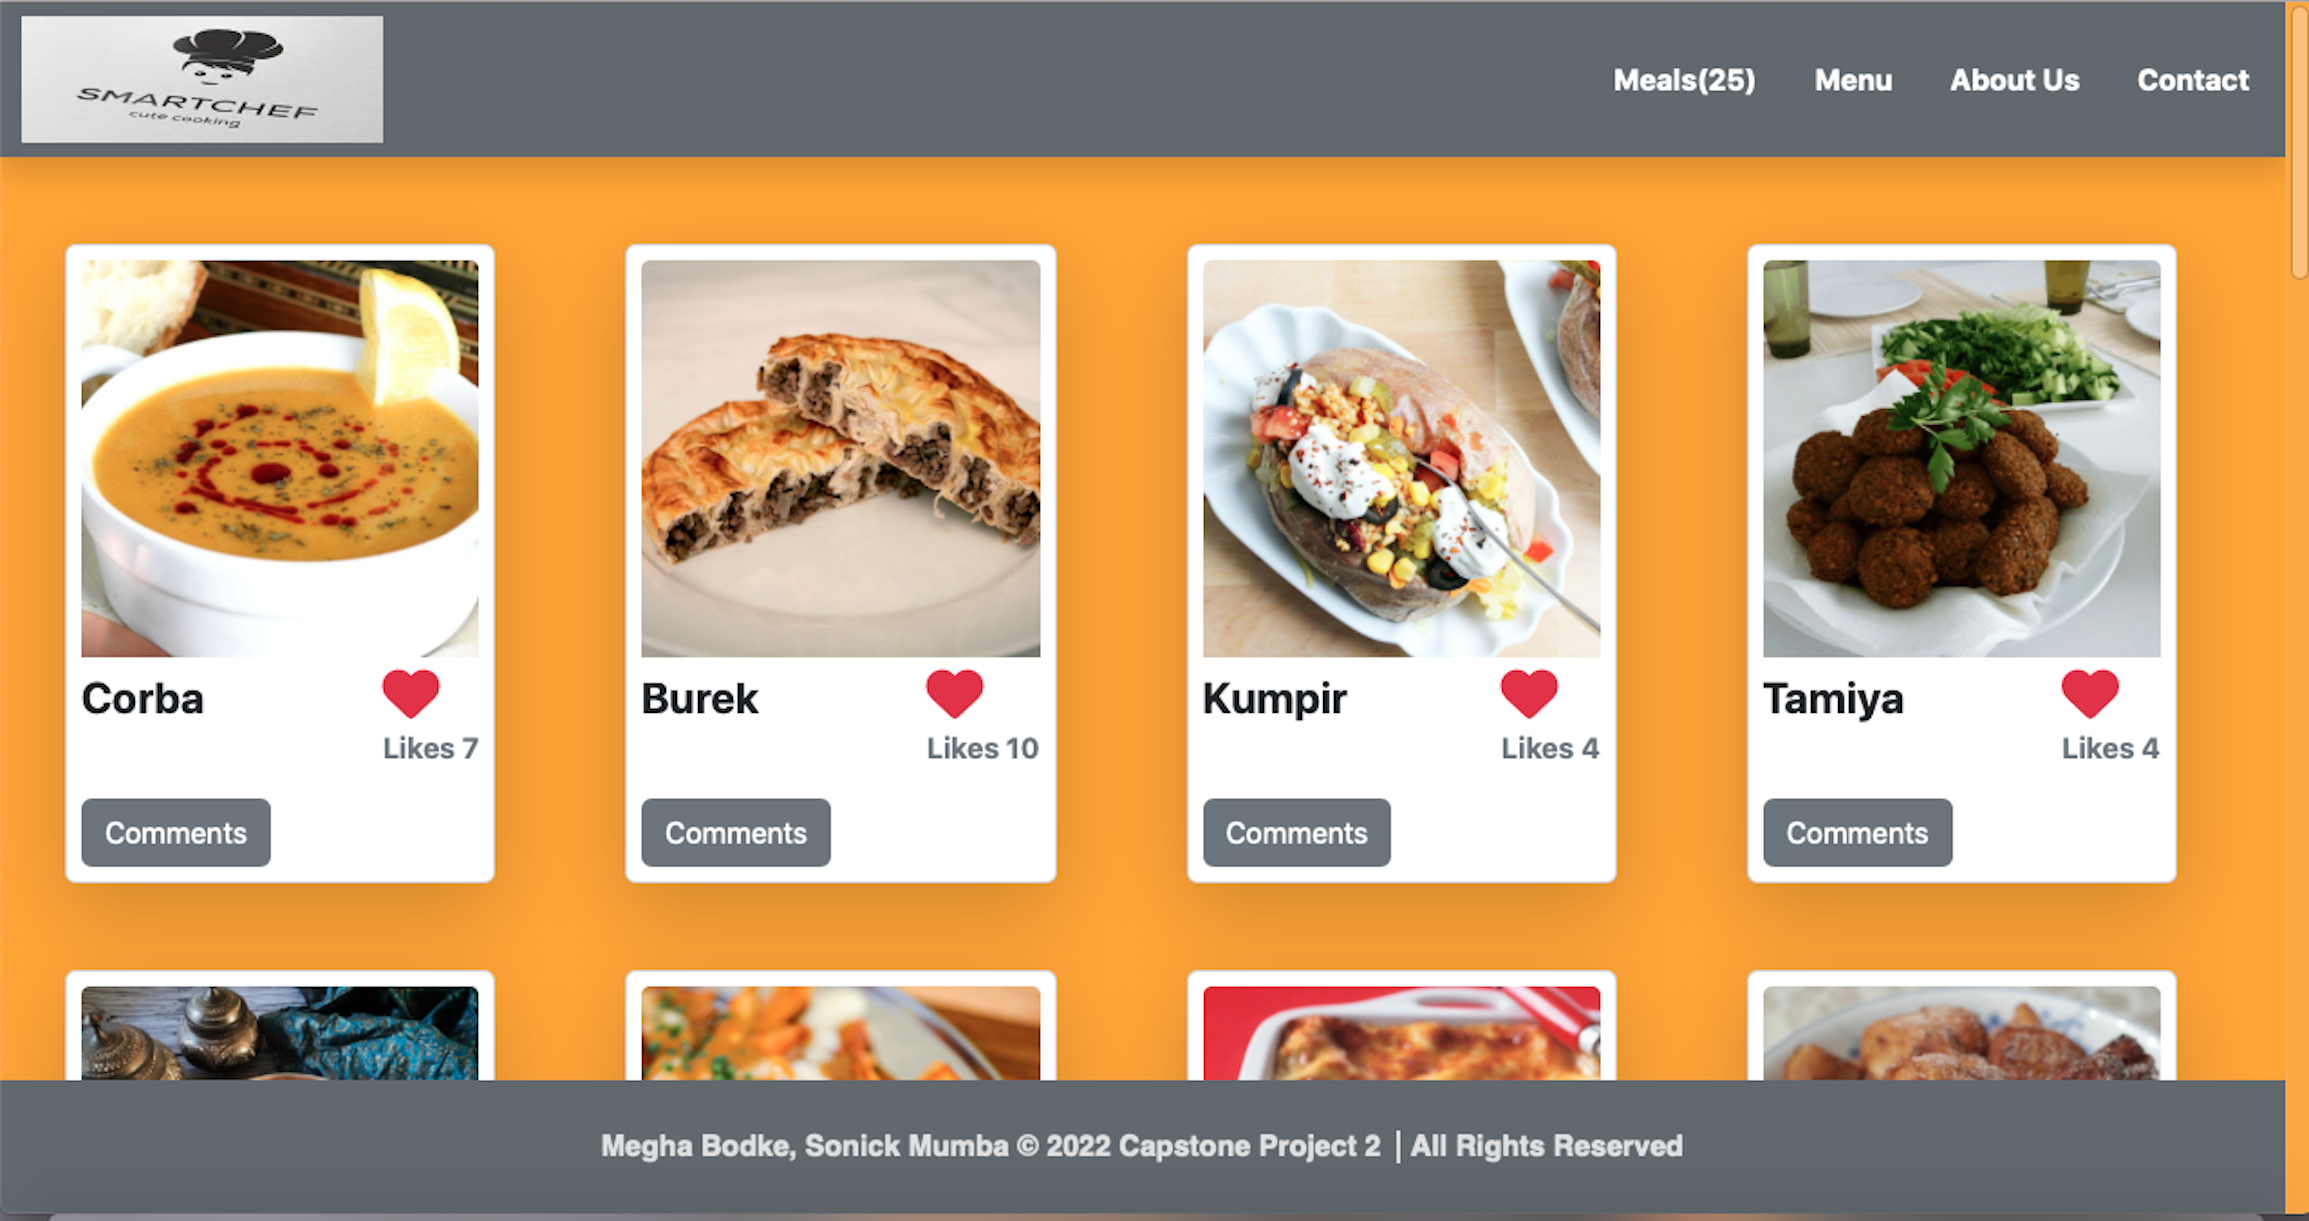 SMARTCHEF
cute cooking
Meals(25) Menu About Us Contact
Corba
Likes 7
Comments
Burek
Likes 10
Comments
Kumpir
Likes 4
Comments
Tamiya
Likes 4
Comments
Megha Bodke, Sonick Mumba © 2022 Capstone Project 2 | All Rights Reserved